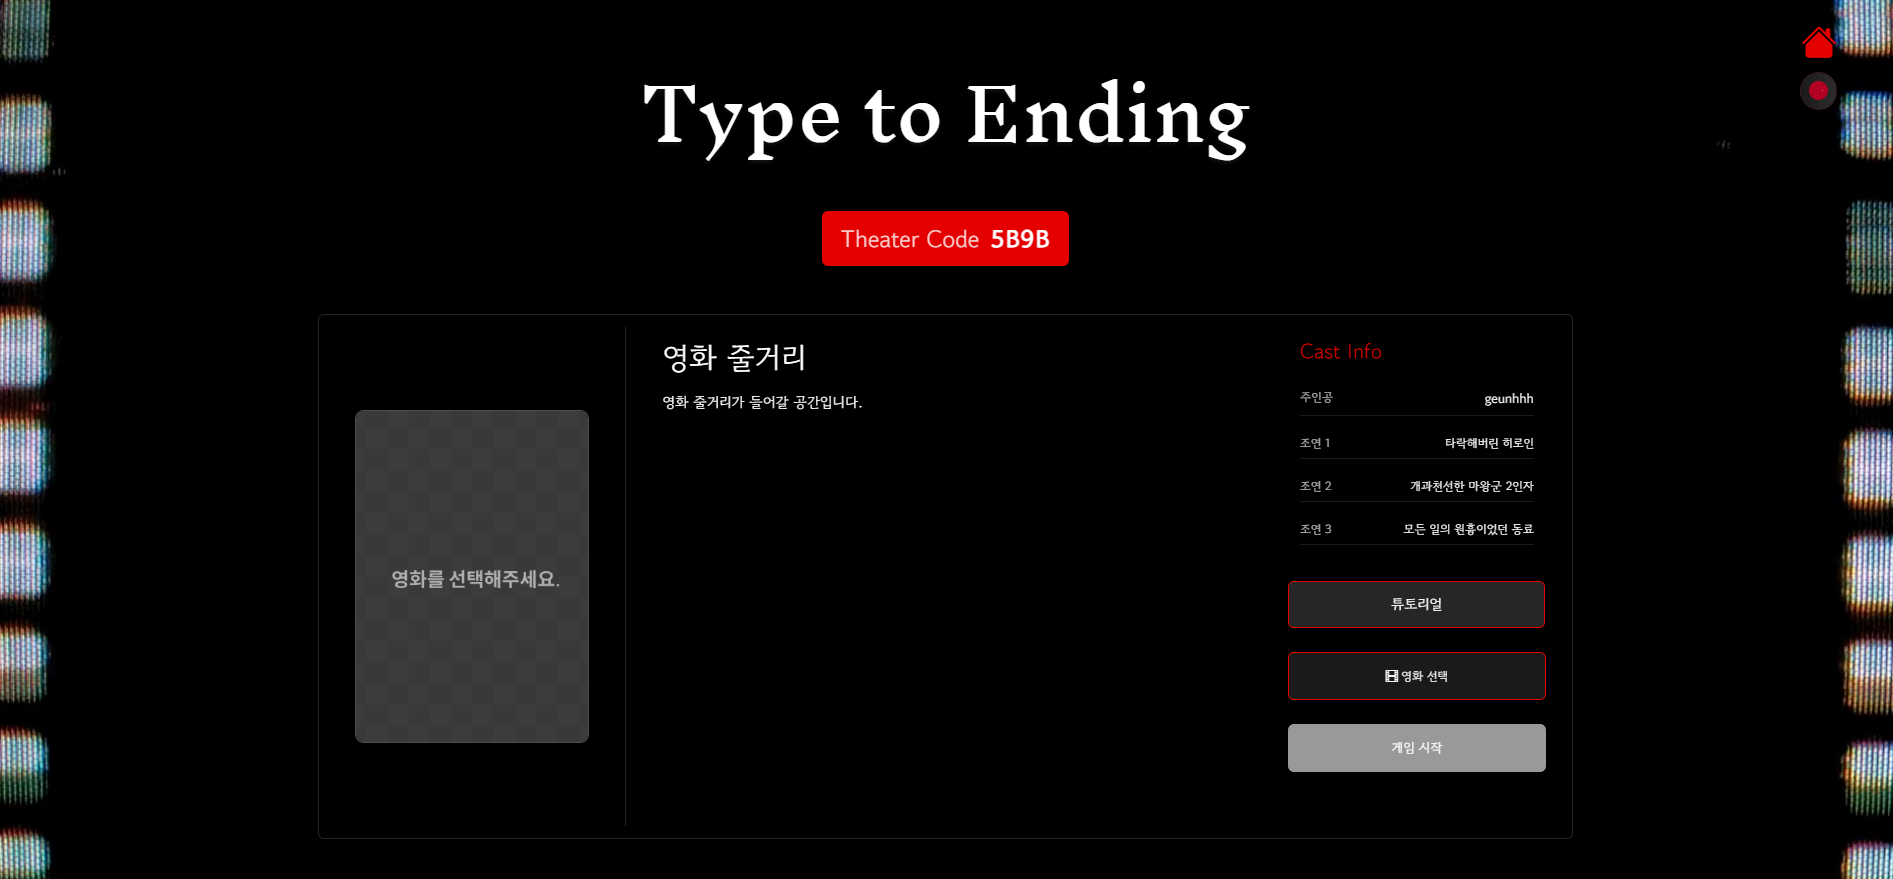 Type to Ending
Theater Code 5B9B
영화를 선택해주세요.
영화 줄거리
영화 줄거리가 들어갈 공간입니다.
Cast Info
주인공 geunhhh
조연 1 타락해버린 히로인
조연 2 개과천선한 마왕군 2인자
조연 3 모든 일의 원흉이었던 동료
튜토리얼
영화 선택
게임 시작